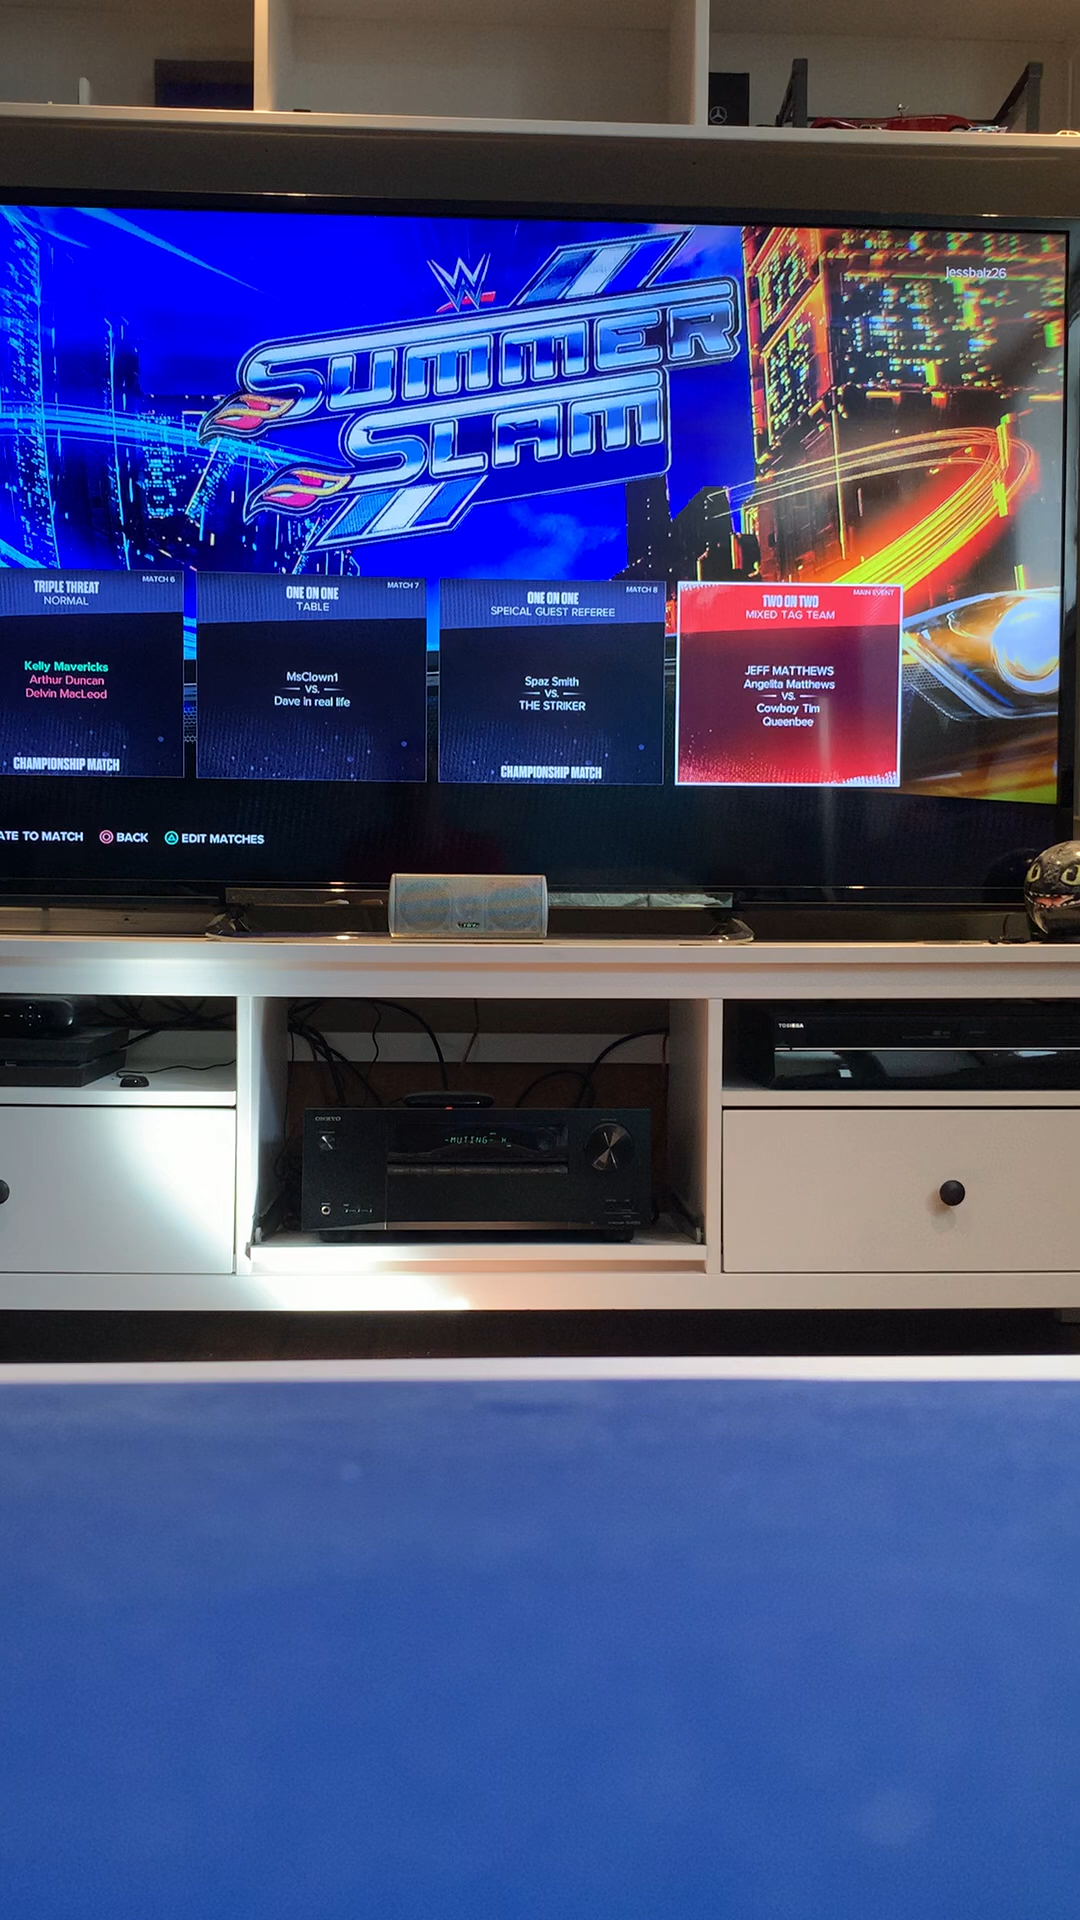 Jessbalz26
W
SUMMER
SLAM
MATCH 6
TRIPLE THREAT
NORMAL
Kelly Mavericks
Arthur Duncan
Delvin MacLeod
CHAMPIONSHIP MATCH
MATCH 7
ONE ON ONE
TABLE
MsClown1
VS.
Dave in real life
MATCH 8
ONE ON ONE
SPEICAL GUEST REFEREE
Spaz Smith
VS.
THE STRIKER
CHAMPIONSHIP MATCH
MAIN EVENT
TWO ON TWO
MIXED TAG TEAM
JEFF MATTHEWS
Angelita Matthews
VS.
Cowboy Tim
Queenbee
ATE TO MATCH BACK EDIT MATCHES
TOSHIBA
ONKYO
-MUTING-